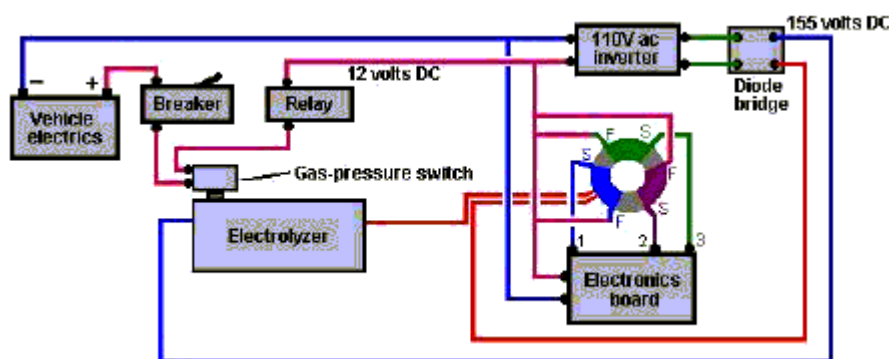 155 volts DC
110V ac
inverter
Diode
bridge
12 volts DC
−
+
Vehicle
electrics
Breaker
Relay
Gas-pressure switch
Electrolyzer
F
S
S
F
F
S
1
2
3
Electronics
board